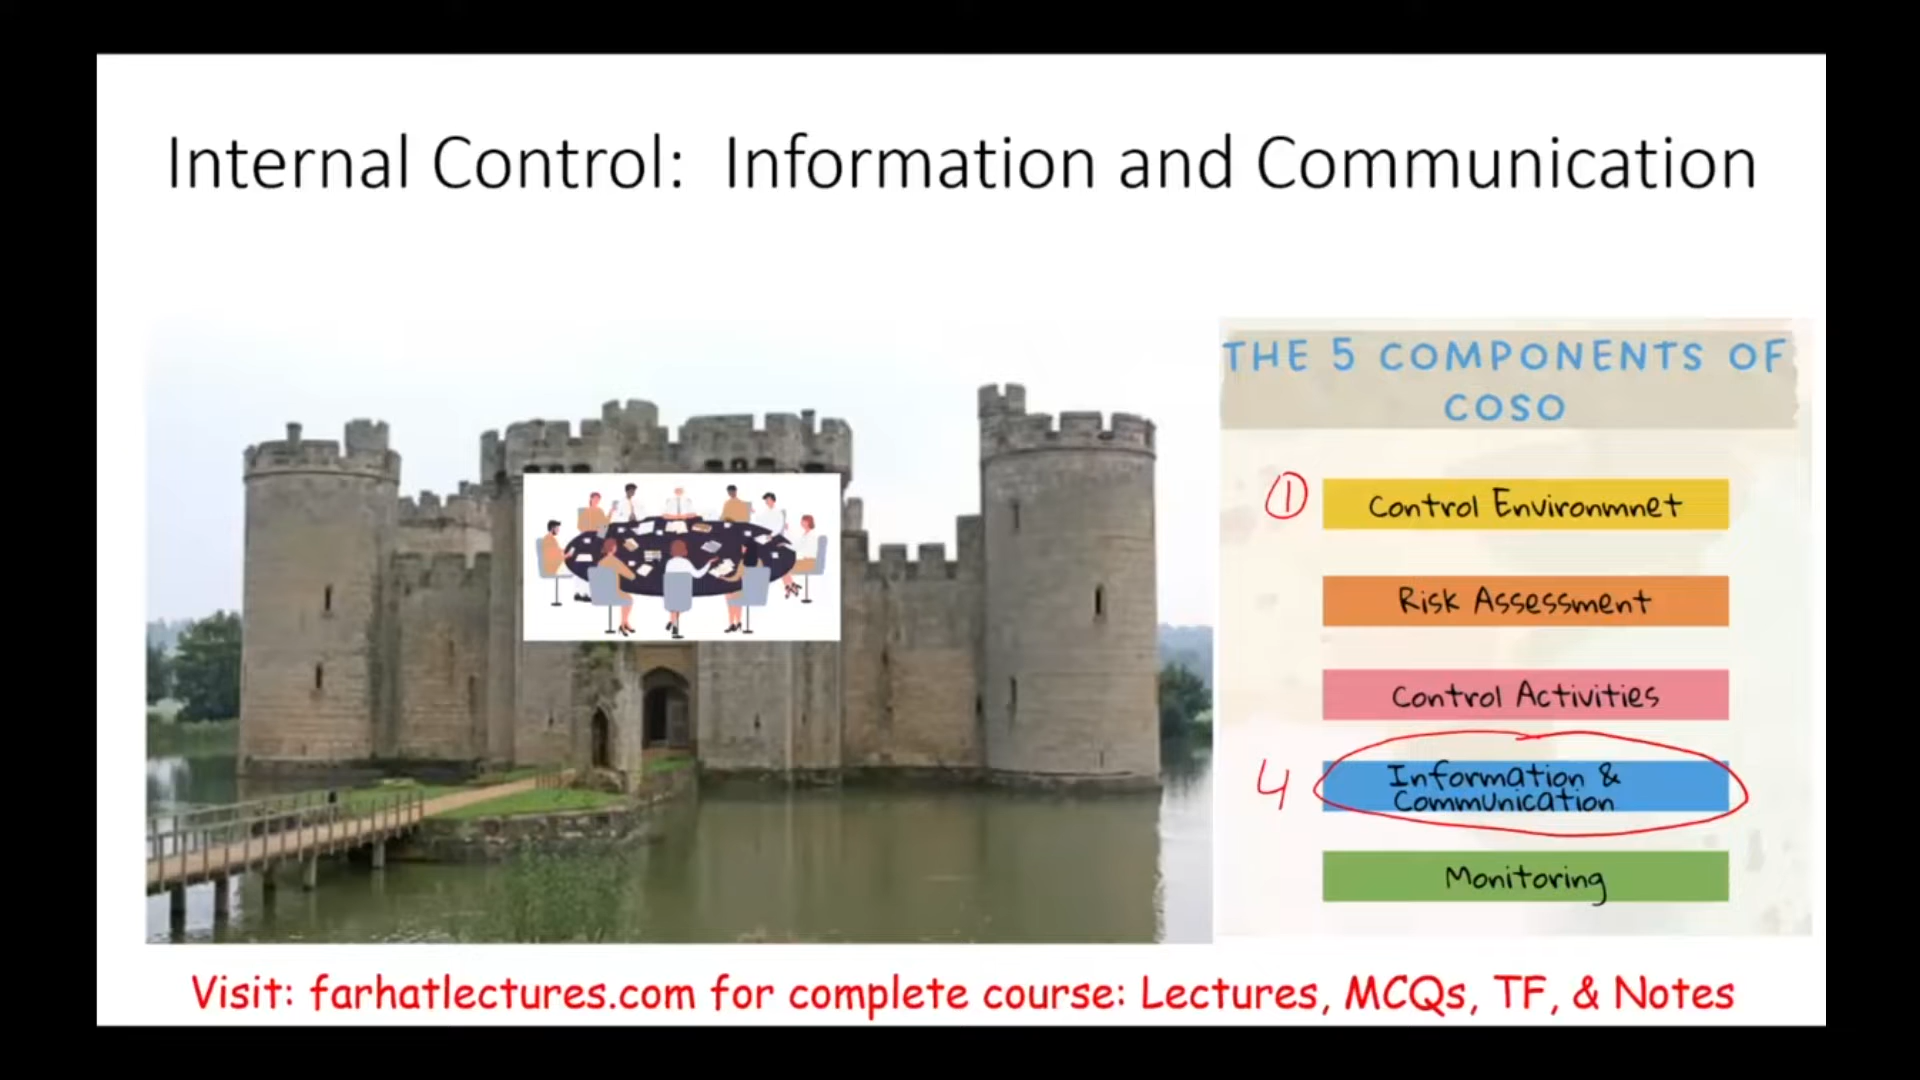 Internal Control: Information and Communication
THE 5 COMPONENTS OF
COSO
1
Control Environmnet
Risk Assessment
Control Activities
4
Information &
Communication
Monitoring
Visit: farhatlectures.com for complete course: Lectures, MCQs, TF, & Notes